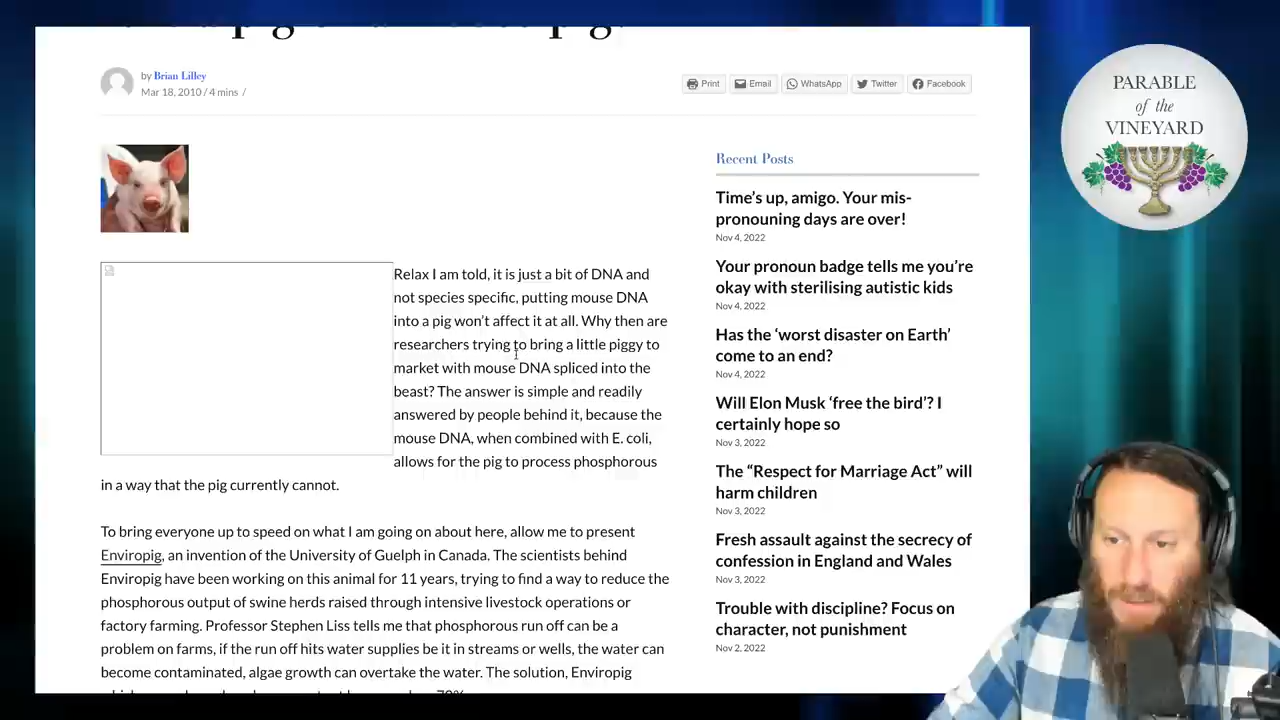 by Brian Lilley
Mar 18, 2010 / 4 mins /
Print
Email
WhatsApp
Twitter
Facebook
Relax I am told, it is just a bit of DNA and
not species specific, putting mouse DNA
into a pig won’t affect it at all. Why then are
researchers trying to bring a little piggy to
market with mouse DNA spliced into the
beast? The answer is simple and readily
answered by people behind it, because the
mouse DNA, when combined with E. coli,
allows for the pig to process phosphorous
in a way that the pig currently cannot.
To bring everyone up to speed on what I am going on about here, allow me to present
Enviropig, an invention of the University of Guelph in Canada. The scientists behind
Enviropig have been working on this animal for 11 years, trying to find a way to reduce the
phosphorous output of swine herds raised through intensive livestock operations or
factory farming. Professor Stephen Liss tells me that phosphorous run off can be a
problem on farms, if the run off hits water supplies be it in streams or wells, the water can
become contaminated, algae growth can overtake the water. The solution, Enviropig
Recent Posts
Time’s up, amigo. Your mis-
pronouning days are over!
Nov 4, 2022
Your pronoun badge tells me you’re
okay with sterilising autistic kids
Nov 4, 2022
Has the ‘worst disaster on Earth’
come to an end?
Nov 4, 2022
Will Elon Musk ‘free the bird’? I
certainly hope so
Nov 3, 2022
The “Respect for Marriage Act” will
harm children
Nov 3, 2022
Fresh assault against the secrecy of
confession in England and Wales
Nov 3, 2022
Trouble with discipline? Focus on
character, not punishment
Nov 2, 2022
PARABLE
of the
VINEYARD